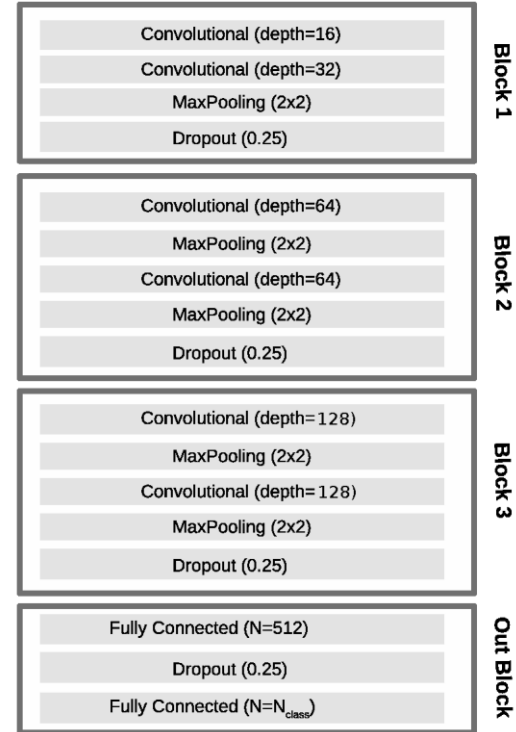 Convolutional (depth=16)
Convolutional (depth=32)
MaxPooling (2x2)
Dropout (0.25)
Block 1
Convolutional (depth=64)
MaxPooling (2x2)
Convolutional (depth=64)
MaxPooling (2x2)
Dropout (0.25)
Block 2
Convolutional (depth=128)
MaxPooling (2x2)
Convolutional (depth=128)
MaxPooling (2x2)
Dropout (0.25)
Block 3
Fully Connected (N=512)
Dropout (0.25)
Fully Connected (N=N_class)
Out Block